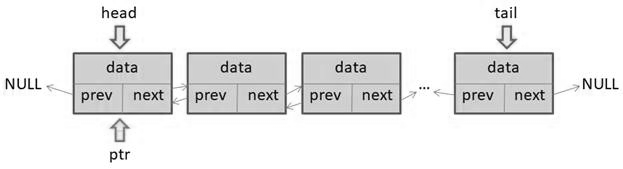 head tail
data data data data
NULL prev next prev next prev next ... prev next NULL
ptr